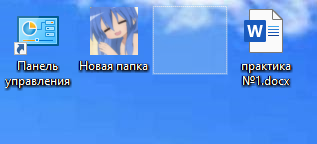 Панель
управления
Новая папка
практика
№1.docx